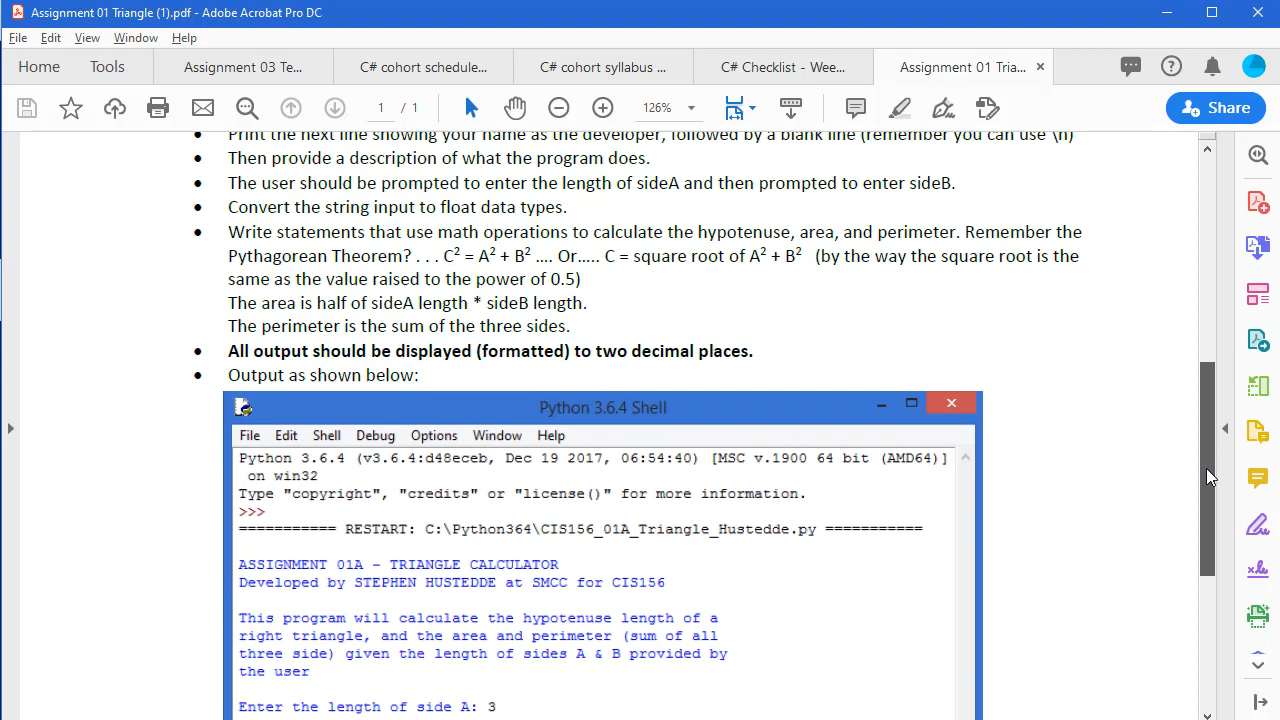 Assignment 01 Triangle (1).pdf - Adobe Acrobat Pro DC
File Edit View Window Help
Home Tools Assignment 03 Te... C# cohort schedule... C# cohort syllabus ... C# Checklist - Wee... Assignment 01 Tria...
1 / 1 126% Share
Print the next line showing your name as the developer, followed by a blank line (remember you can use \n)
• Then provide a description of what the program does.
• The user should be prompted to enter the length of sideA and then prompted to enter sideB.
• Convert the string input to float data types.
• Write statements that use math operations to calculate the hypotenuse, area, and perimeter. Remember the
Pythagorean Theorem? . . . C² = A² + B² .... Or..... C = square root of A² + B² (by the way the square root is the
same as the value raised to the power of 0.5)
The area is half of sideA length * sideB length.
The perimeter is the sum of the three sides.
• All output should be displayed (formatted) to two decimal places.
• Output as shown below:
Python 3.6.4 Shell
File Edit Shell Debug Options Window Help
Python 3.6.4 (v3.6.4:d48eceb, Dec 19 2017, 06:54:40) [MSC v.1900 64 bit (AMD64)]
on win32
Type "copyright", "credits" or "license()" for more information.
>>>
=========== RESTART: C:\Python364\CIS156_01A_Triangle_Hustedde.py ===========
ASSIGNMENT 01A - TRIANGLE CALCULATOR
Developed by STEPHEN HUSTEDDE at SMCC for CIS156
This program will calculate the hypotenuse length of a
right triangle, and the area and perimeter (sum of all
three side) given the length of sides A & B provided by
the user
Enter the length of side A: 3